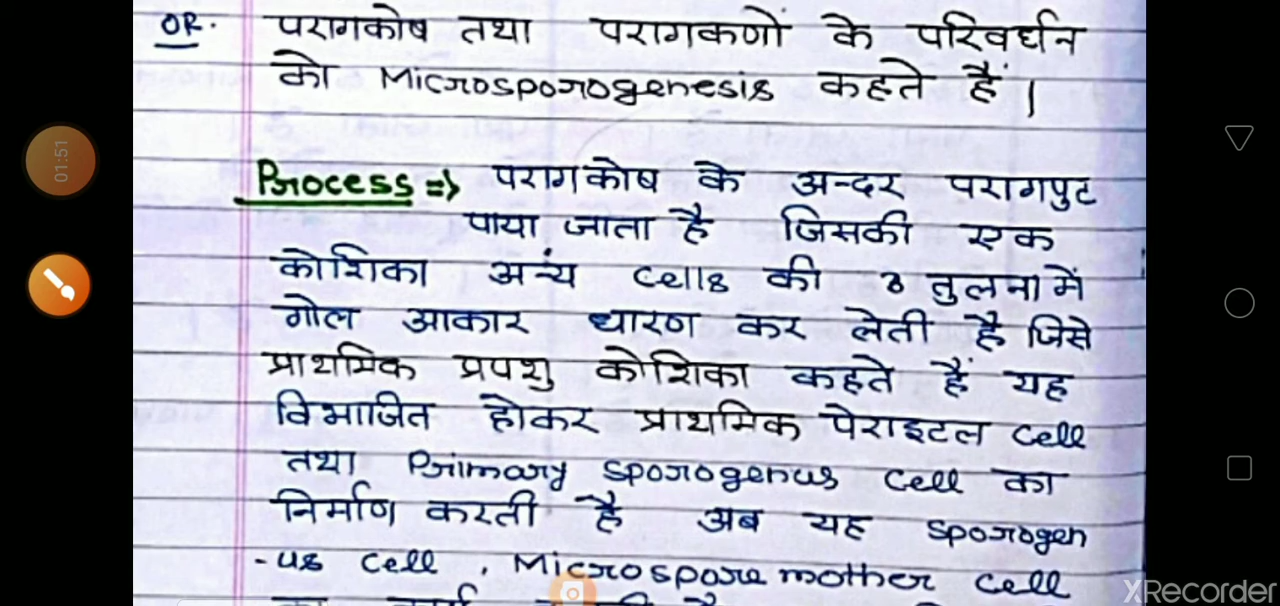 OR. परागकोष तथा परागकणों के परिवर्धन
को Microsporogenesis कहते हैं।
Process => परागकोष के अन्दर परागपुट
पाया जाता है जिसकी एक
कोशिका अन्य cells की तुलना में
गोल आकार धारण कर लेती है जिसे
प्राथमिक प्रपशु कोशिका कहते हैं यह
विभाजित होकर प्राथमिक पेराइटल cell
तथा Primary sporogenus cell का
निर्माण करती है अब यह sporogen
-us cell , Microspore mother cell
01:51
XRecorder